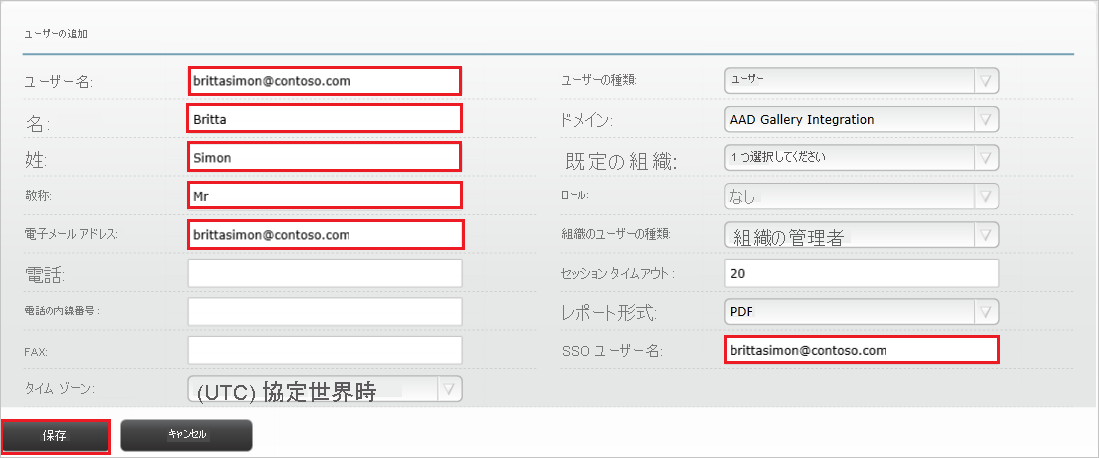 ユーザーの追加
ユーザー名: brittasimon@contoso.com ユーザーの種類: ユーザー
名: Britta ドメイン: AAD Gallery Integration
姓: Simon 既定の組織: 1 つ選択してください
敬称: Mr ロール: なし
電子メール アドレス: brittasimon@contoso.com 組織のユーザーの種類: 組織の管理者
電話: セッション タイムアウト: 20
電話の内線番号: レポート形式: PDF
FAX: SSO ユーザー名: brittasimon@contoso.com
タイム ゾーン: (UTC) 協定世界時
保存 キャンセル